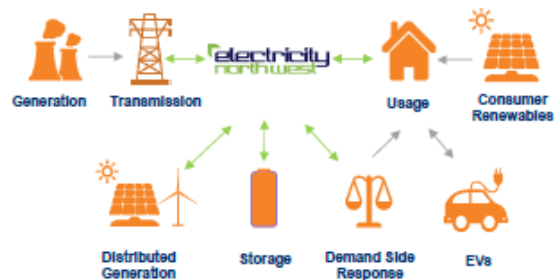 electricity
north west
Generation
Transmission
Usage
Consumer
Renewables
Distributed
Generation
Storage
Demand Side
Response
EVs